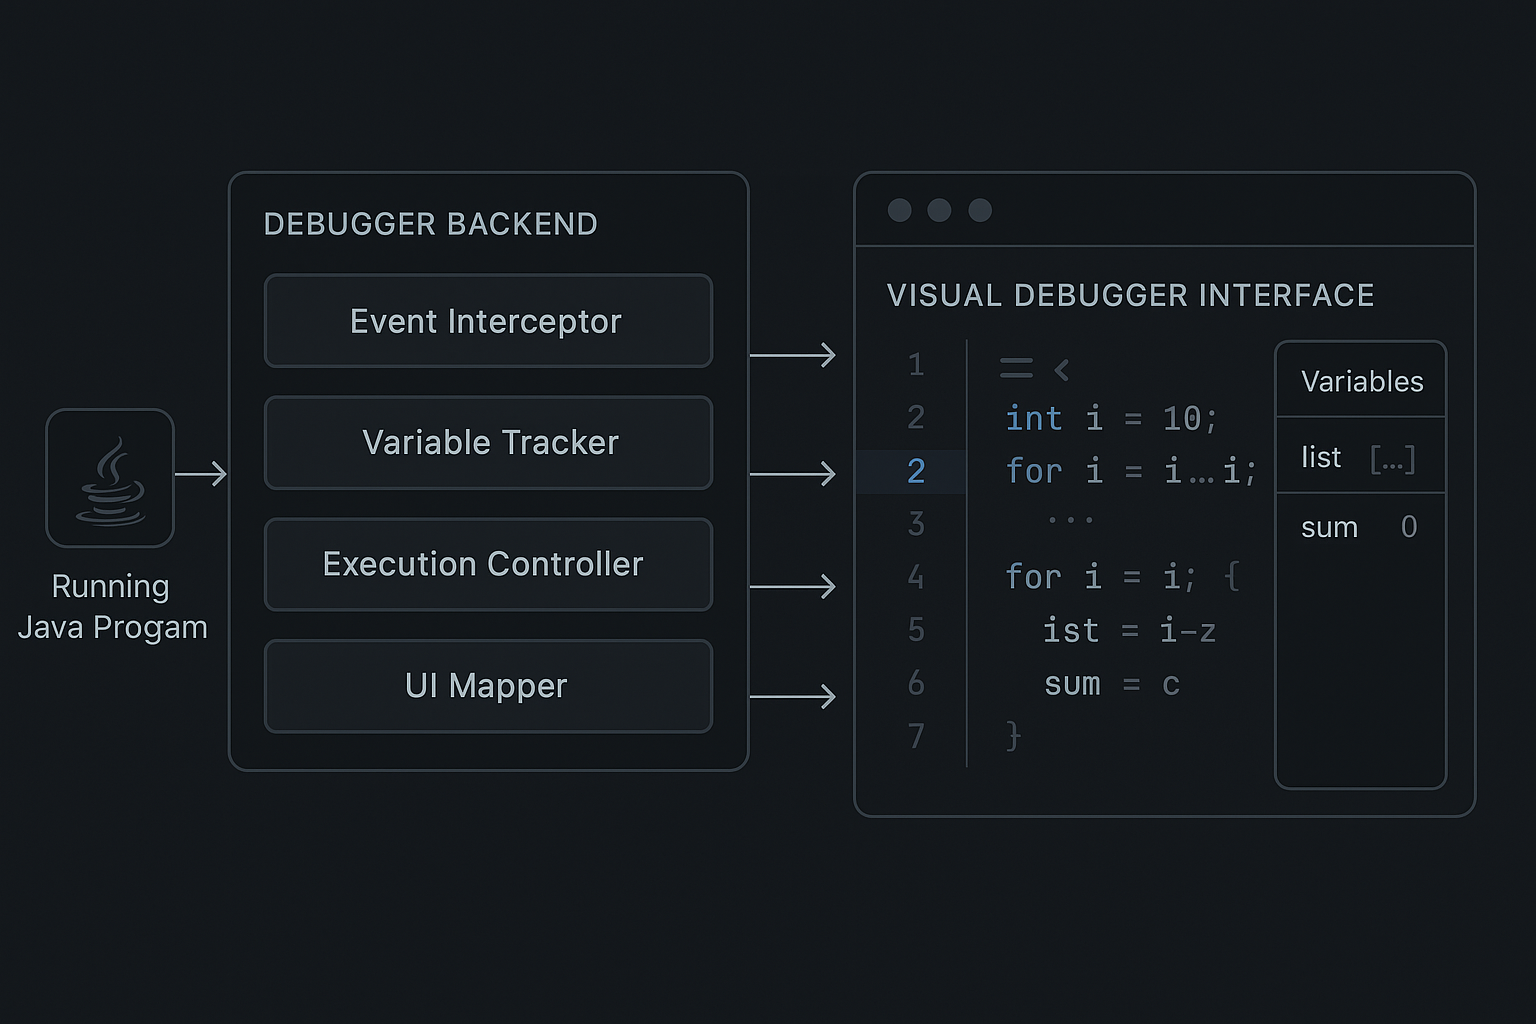 Running
Java Progam
DEBUGGER BACKEND
Event Interceptor
Variable Tracker
Execution Controller
UI Mapper
VISUAL DEBUGGER INTERFACE
1 = <
2 int i = 10;
2 for i = i...i;
3 ...
4 for i = i; {
5 ist = i-z
6 sum = c
7 }
Variables
list [...]
sum 0